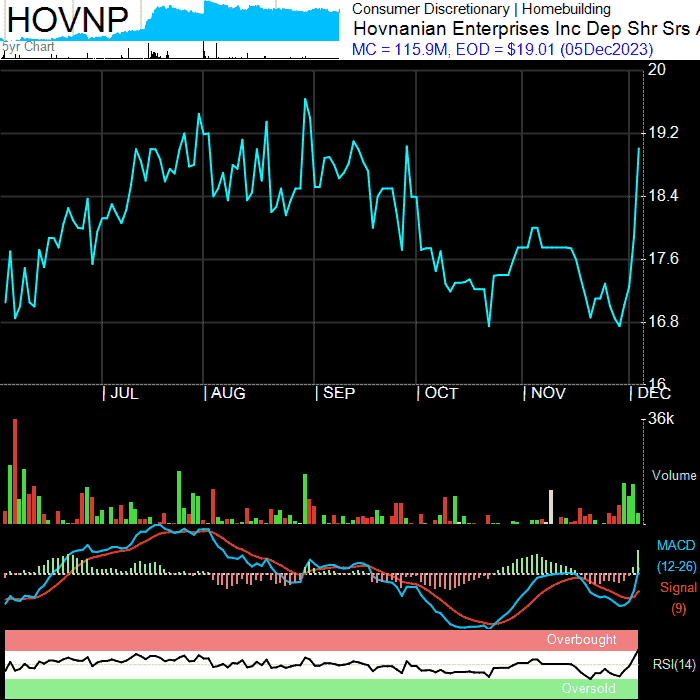 HOVNP
5yr Chart
Consumer Discretionary | Homebuilding
Hovnanian Enterprises Inc Dep Shr Srs A
MC = 115.9M, EOD = $19.01 (05Dec2023)
20
19.2
18.4
17.6
16.8
16
JUL
AUG
SEP
OCT
NOV
DEC
36k
Volume
MACD
(12-26)
Signal
(9)
Overbought
RSI(14)
Oversold